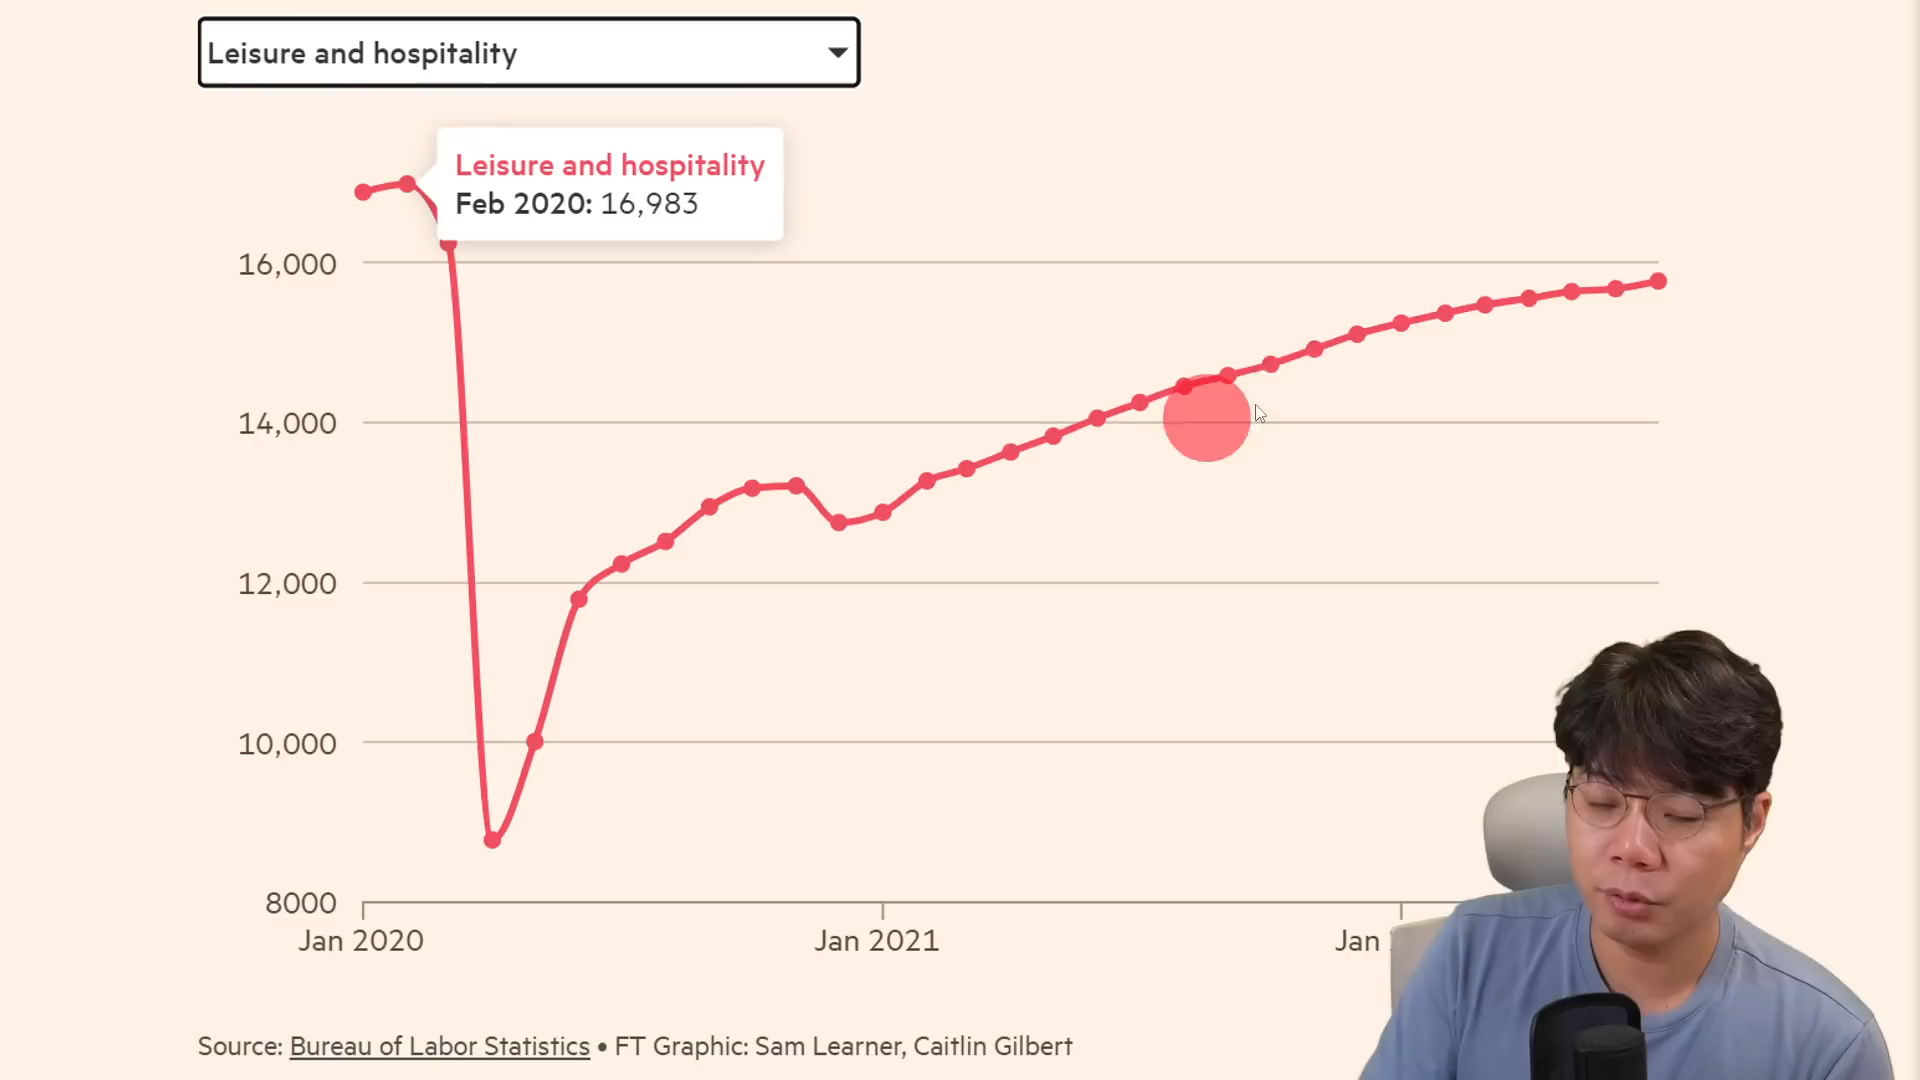 Leisure and hospitality
Leisure and hospitality
Feb 2020: 16,983
16,000
14,000
12,000
10,000
8000
Jan 2020
Jan 2021
Jan
Source: Bureau of Labor Statistics • FT Graphic: Sam Learner, Caitlin Gilbert